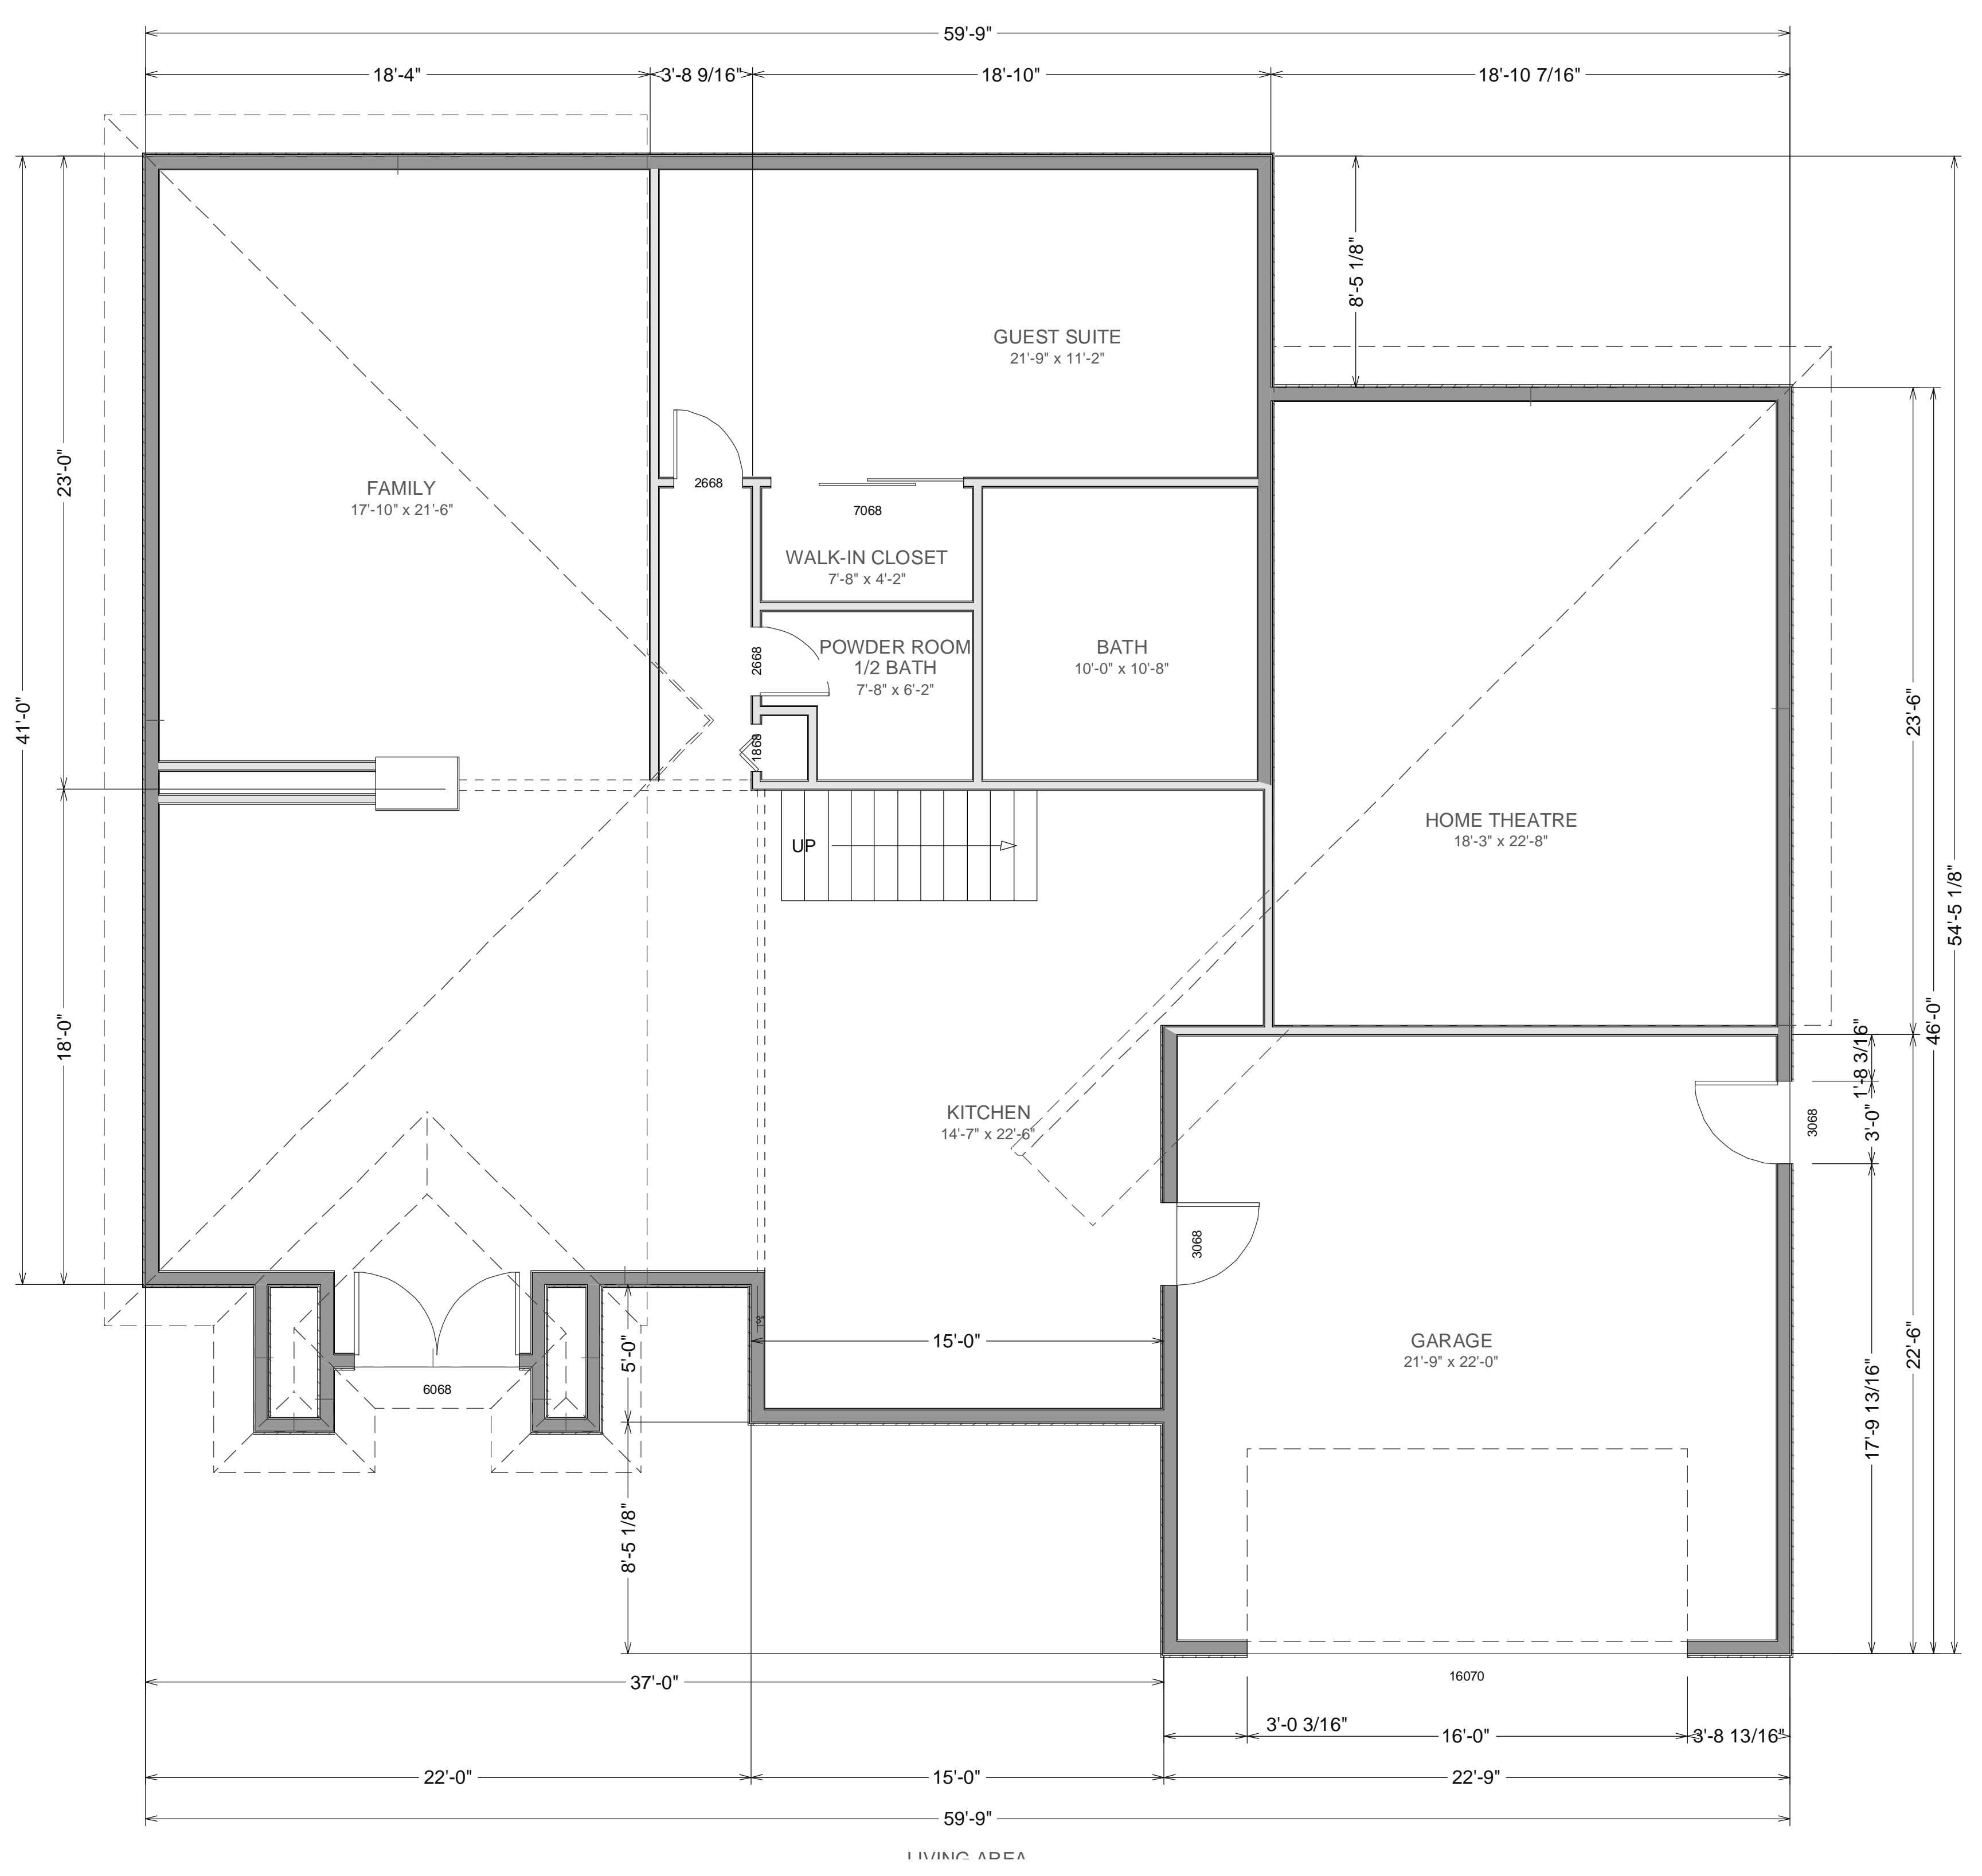 59'-9"
18'-4"
3'-8 9/16"
18'-10"
18'-10 7/16"
8'-5 1/8"
GUEST SUITE
21'-9" x 11'-2"
23'-0"
FAMILY
17'-10" x 21'-6"
2668
7068
WALK-IN CLOSET
7'-8" x 4'-2"
POWDER ROOM
1/2 BATH
7'-8" x 6'-2"
2668
BATH
10'-0" x 10'-8"
41'-0"
23'-6"
1868
HOME THEATRE
18'-3" x 22'-8"
UP
54'-5 1/8"
18'-0"
46'-0"
1'-8 3/16"
KITCHEN
14'-7" x 22'-6"
3'-0"
3068
3068
3"
15'-0"
GARAGE
21'-9" x 22'-0"
5'-0"
22'-6"
6068
17'-9 13/16"
8'-5 1/8"
37'-0"
16070
3'-0 3/16"
16'-0"
3'-8 13/16"
22'-0"
15'-0"
22'-9"
59'-9"
LIVING AREA